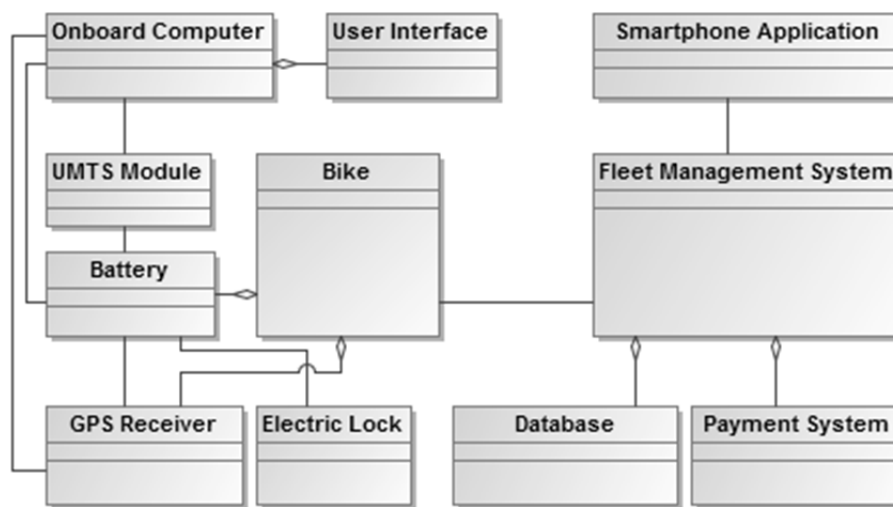 Onboard Computer
User Interface
Smartphone Application
UMTS Module
Bike
Fleet Management System
Battery
GPS Receiver
Electric Lock
Database
Payment System